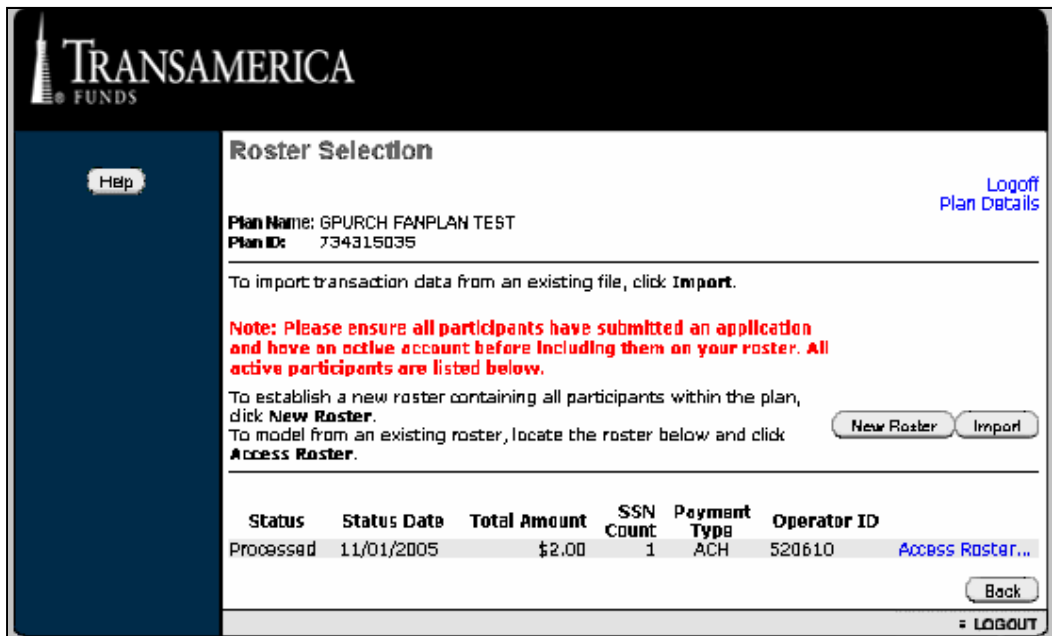 TRANSAMERICA
® FUNDS
Help
Roster Selection
Logoff
Plan Details
Plan Name: GPURCH FANPLAN TEST
Plan ID: 734315035
To import transaction data from an existing file, click Import.
Note: Please ensure all participants have submitted an application
and have an active account before including them on your roster. All
active participants are listed below.
To establish a new roster containing all participants within the plan,
click New Roster.
To model from an existing roster, locate the roster below and click
Access Roster.
New Roster Import
Status Status Date Total Amount SSN Count Payment Type Operator ID
Processed 11/01/2005 $2.00 1 ACH 520610 Access Roster...
Back
LOGOUT